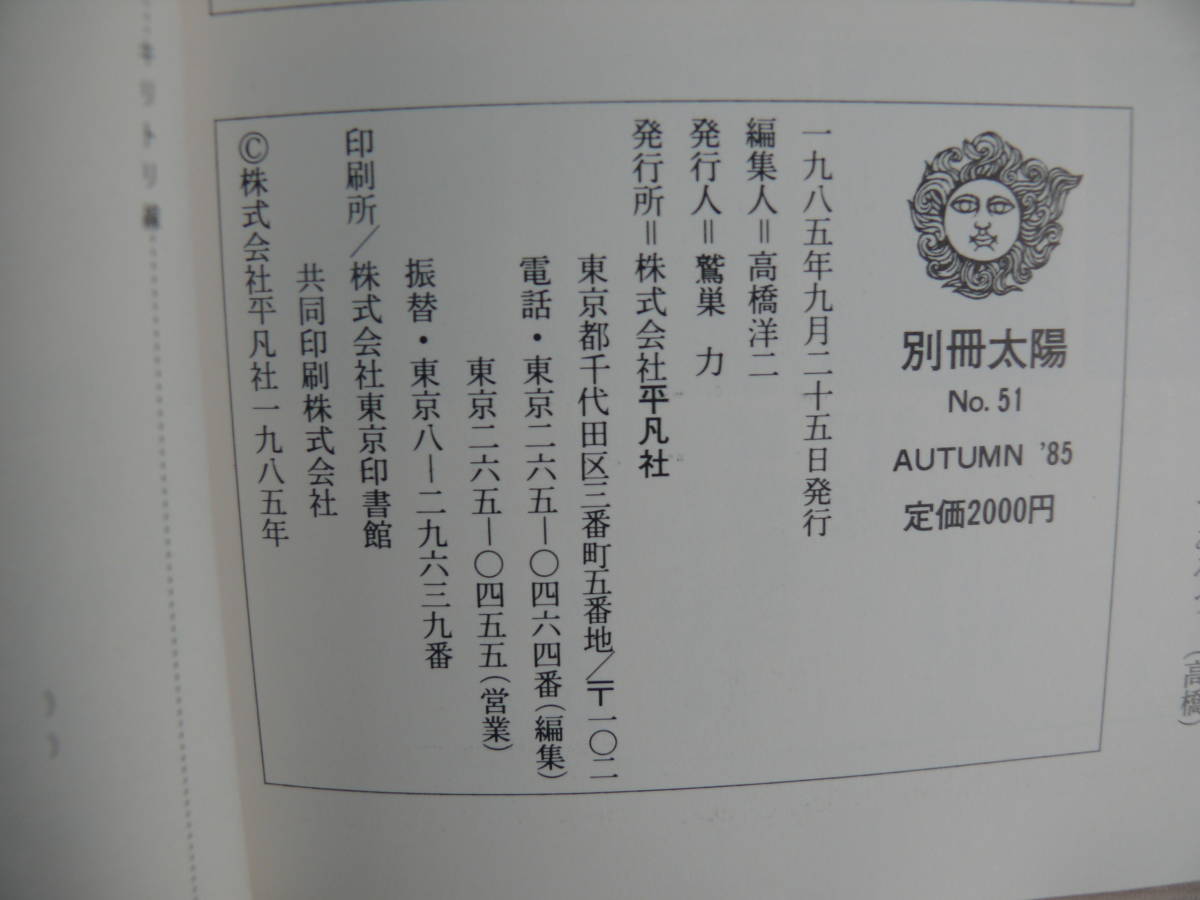 別冊太陽
No. 51
AUTUMN '85
定価2000円
一九八五年九月二十五日発行
編集人＝高橋洋二
発行人＝鷲巣 力
発行所＝株式会社平凡社
東京都千代田区三番町五番地／〒一〇二
電話・東京二六五―〇四六四番(編集)
東京二六五―〇四五五(営業)
振替・東京八―二九六三九番
印刷所／株式会社東京印書館
共同印刷株式会社
©株式会社平凡社一九八五年
キリトリ線
(高橋)